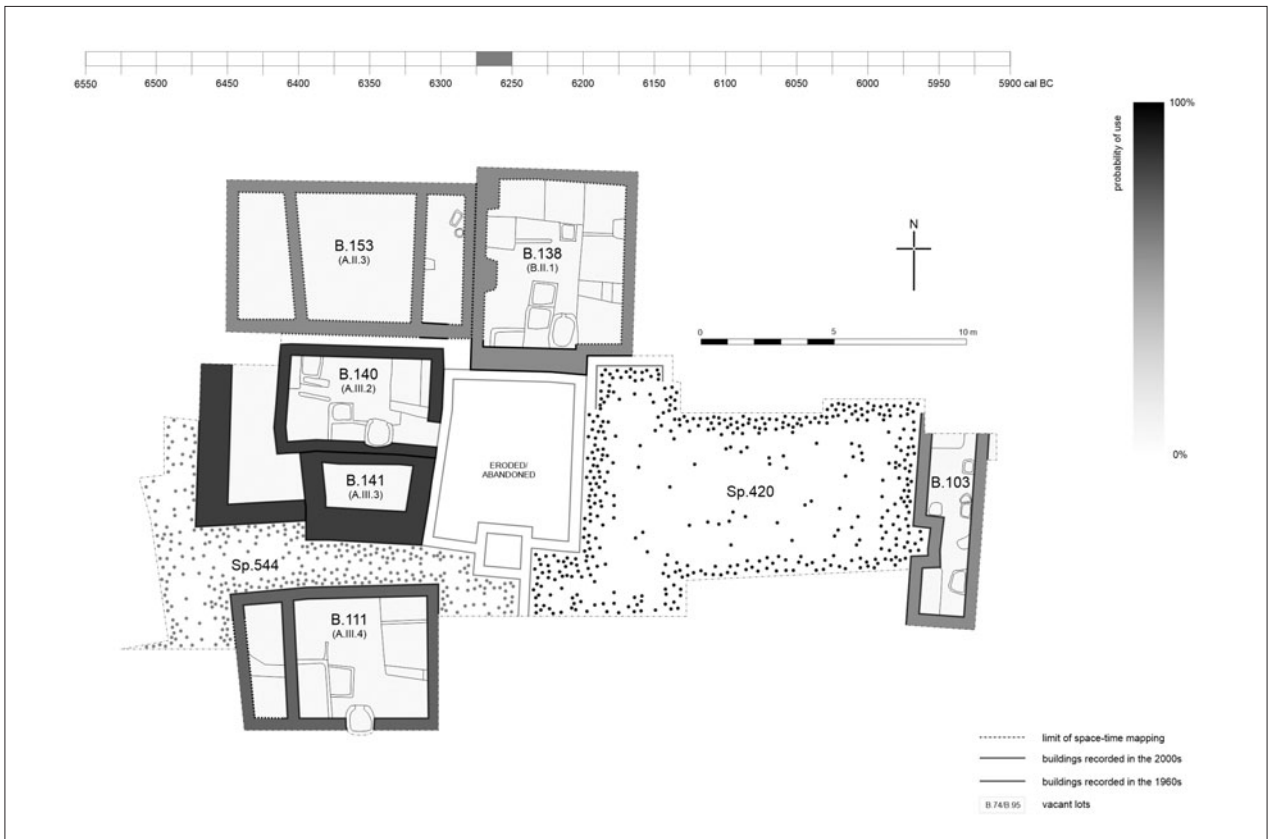 6550 6500 6450 6400 6350 6300 6250 6200 6150 6100 6050 6000 5950 5900 cal BC
100%
probability of use
0%
N
0 5 10 m
B.153
(A.II.3)
B.138
(B.II.1)
B.140
(A.III.2)
B.141
(A.III.3)
ERODED/
ABANDONED
Sp.420
B.103
Sp.544
B.111
(A.III.4)
limit of space-time mapping
buildings recorded in the 2000s
buildings recorded in the 1960s
B.74/B.95 vacant lots